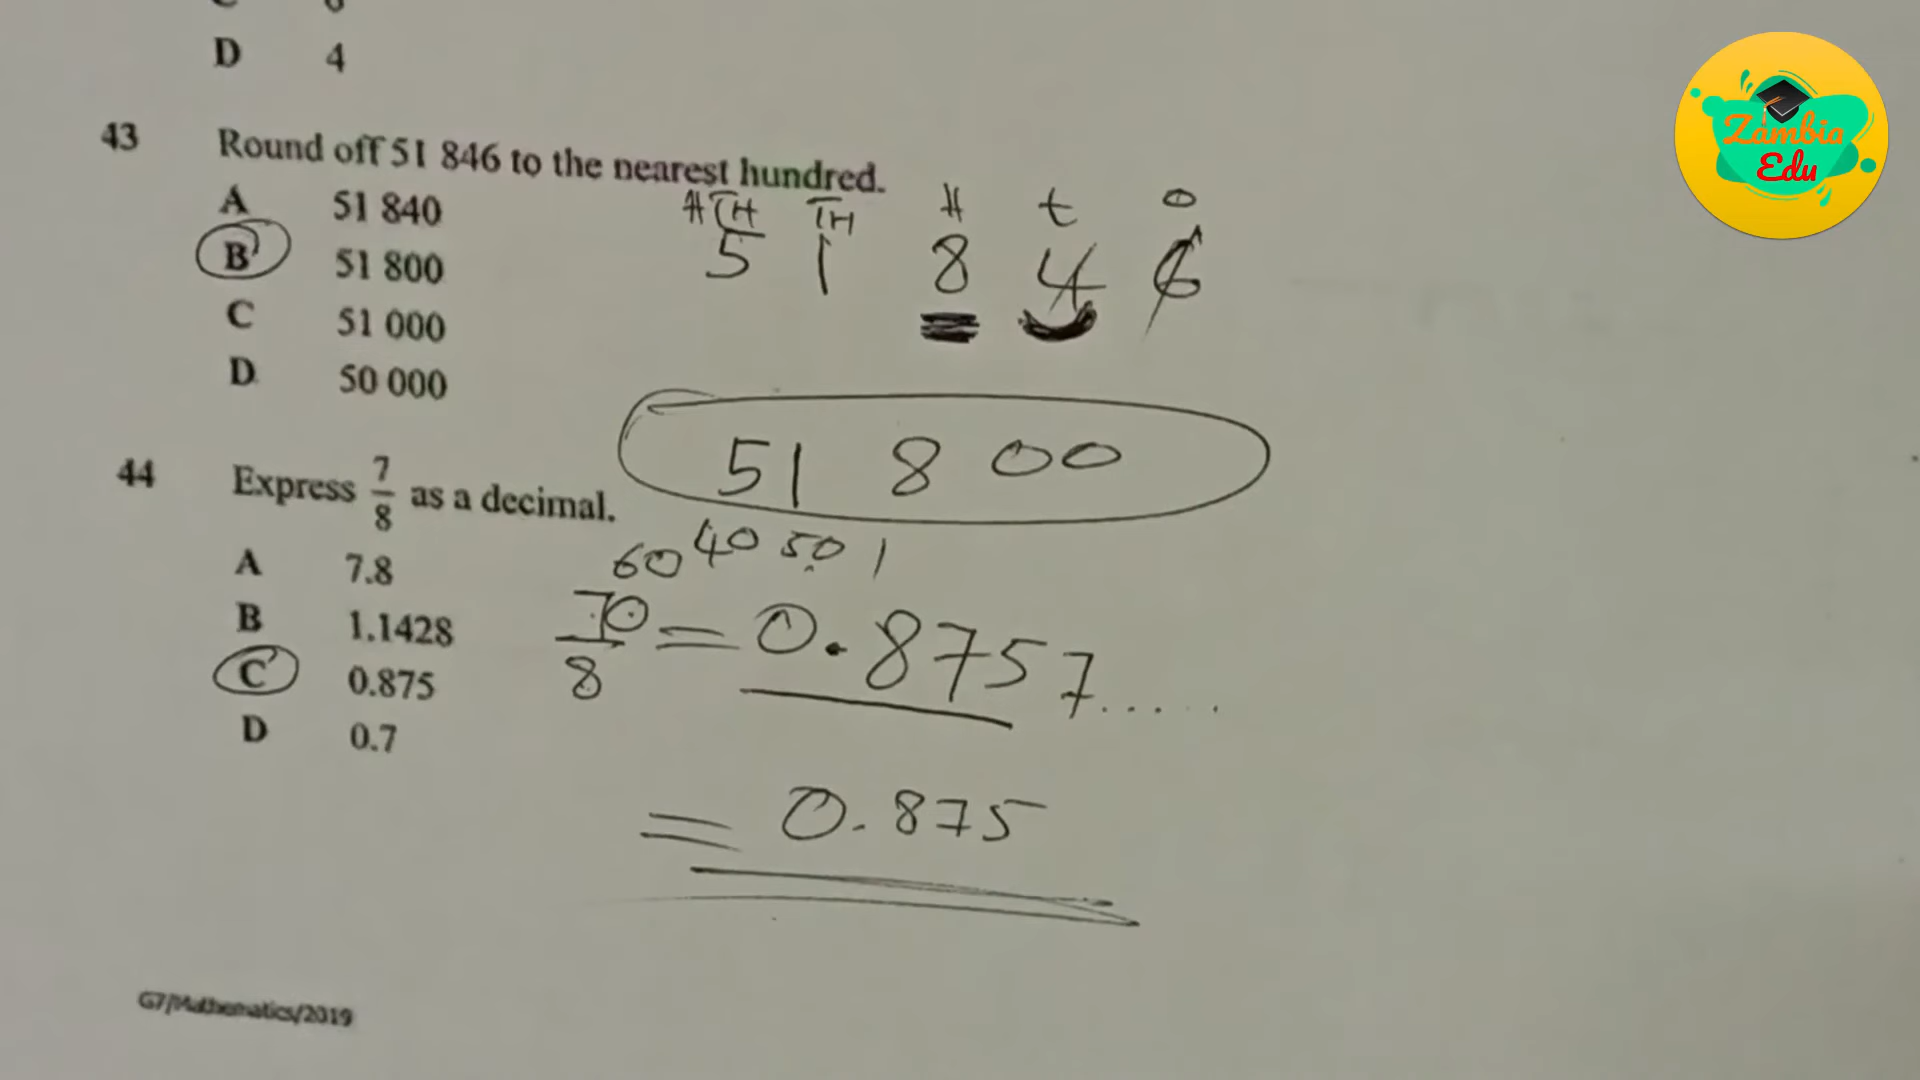 D 4
43 Round off 51 846 to the nearest hundred.
A 51 840
B 51 800
C 51 000
D 50 000
HTH TH H t O
5 1 8 4 6
51 8 00
44 Express 7/8 as a decimal.
A 7.8
B 1.1428
C 0.875
D 0.7
60 40 50 1
70/8 = 0.8757.....
= 0.875
G7/Mathematics/2019
Zambia
Edu